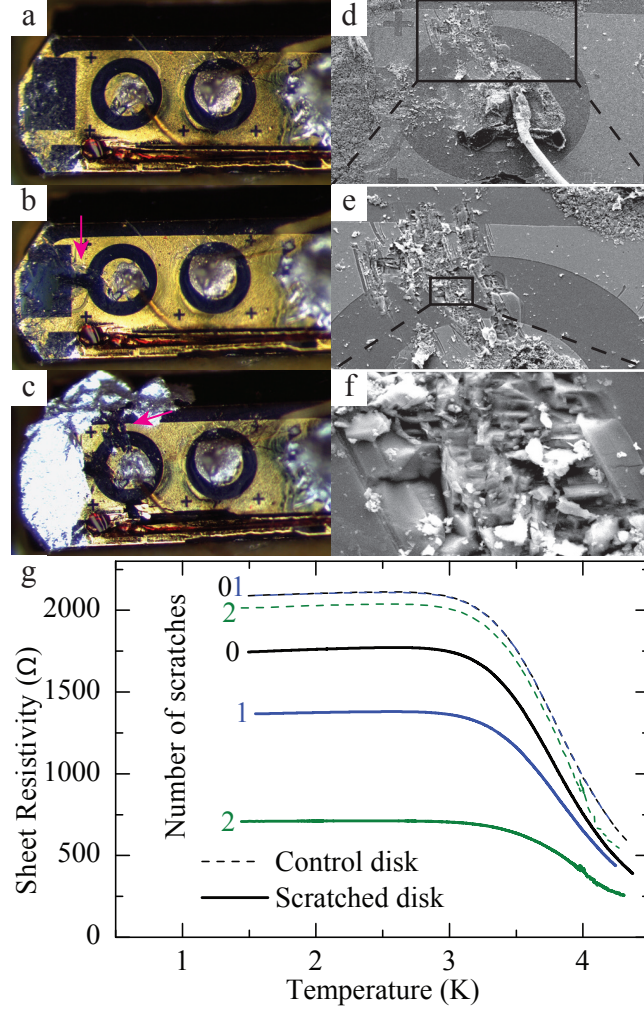 a
d
b
e
c
f
g
2000
1500
1000
500
0
Sheet Resistivity (Ω)
Number of scratches
0 1
2
0
1
2
Control disk
Scratched disk
1
2
3
4
Temperature (K)